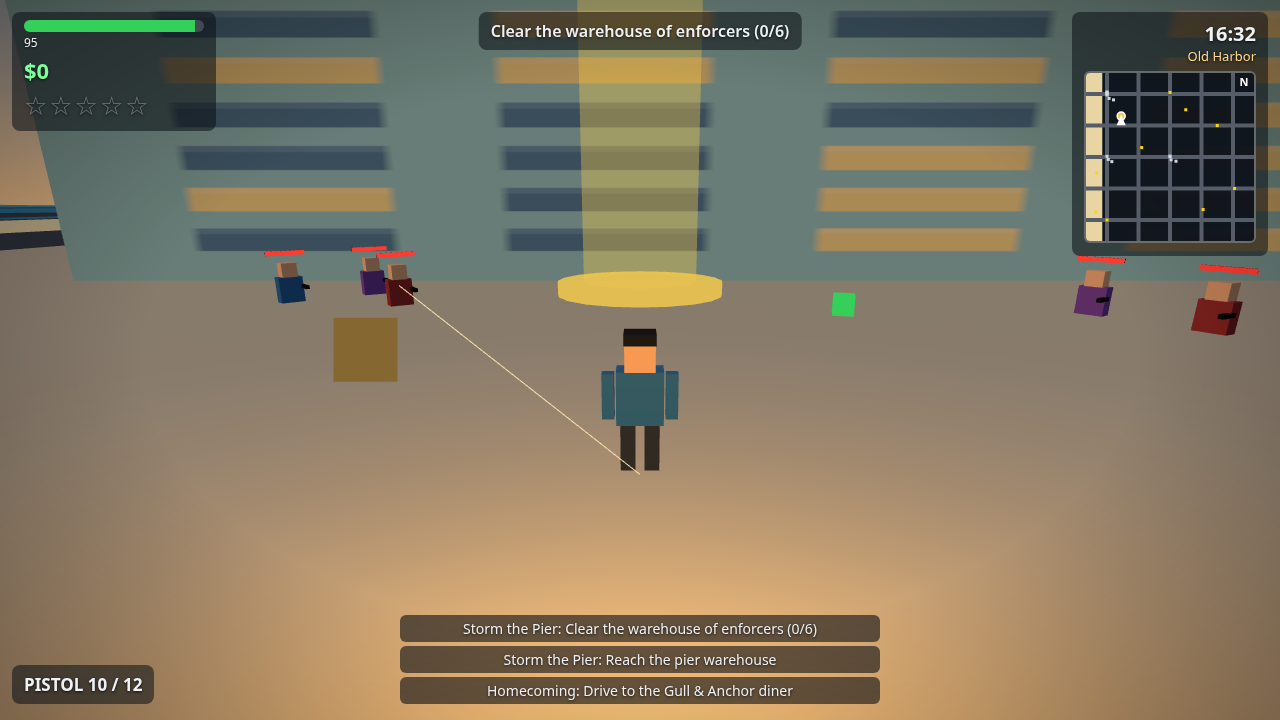 95
$0
Clear the warehouse of enforcers (0/6)
16:32
Old Harbor
N
Storm the Pier: Clear the warehouse of enforcers (0/6)
Storm the Pier: Reach the pier warehouse
Homecoming: Drive to the Gull & Anchor diner
PISTOL 10 / 12